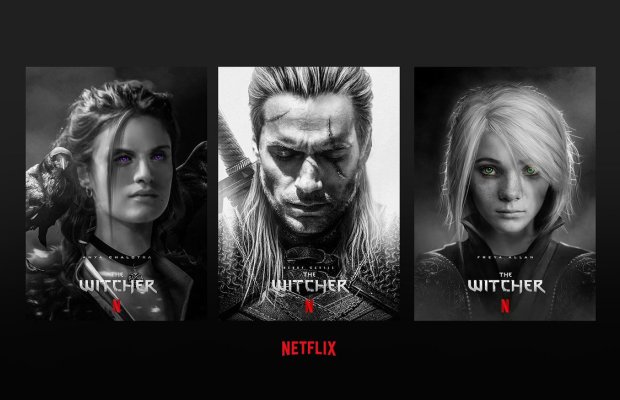 ANYA CHALOTRA
THE
WITCHER
N
HENRY CAVILL
THE
WITCHER
N
FREYA ALLAN
THE
WITCHER
N
NETFLIX